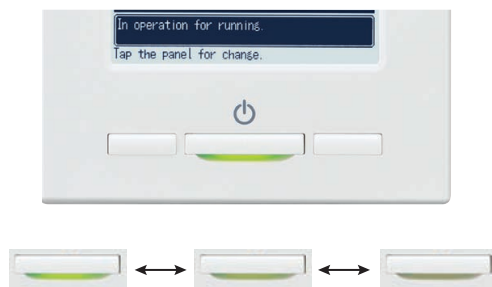 In operation for running.
Tap the panel for change.